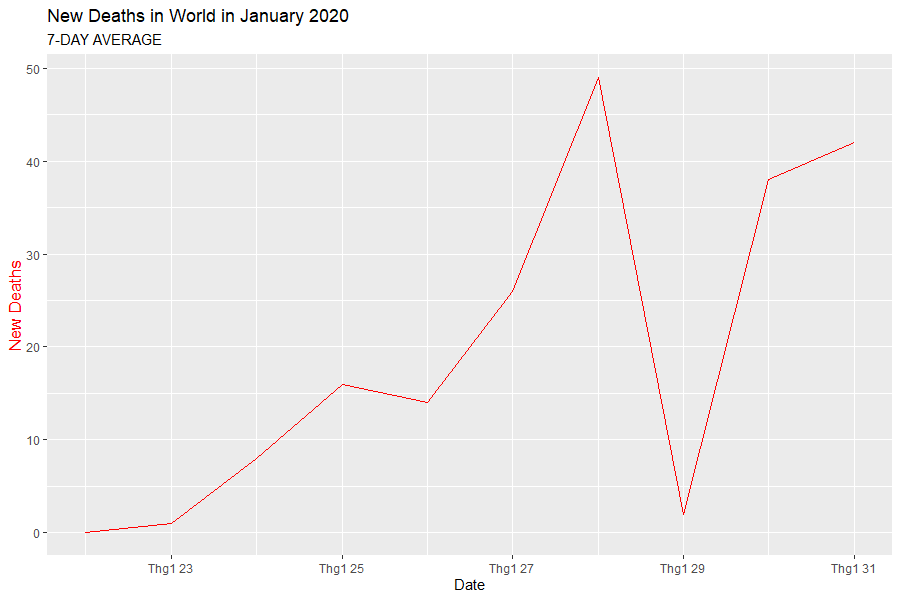 New Deaths in World in January 2020
7-DAY AVERAGE
50
40
30
20
10
0
New Deaths
Thg1 23
Thg1 25
Thg1 27
Thg1 29
Thg1 31
Date